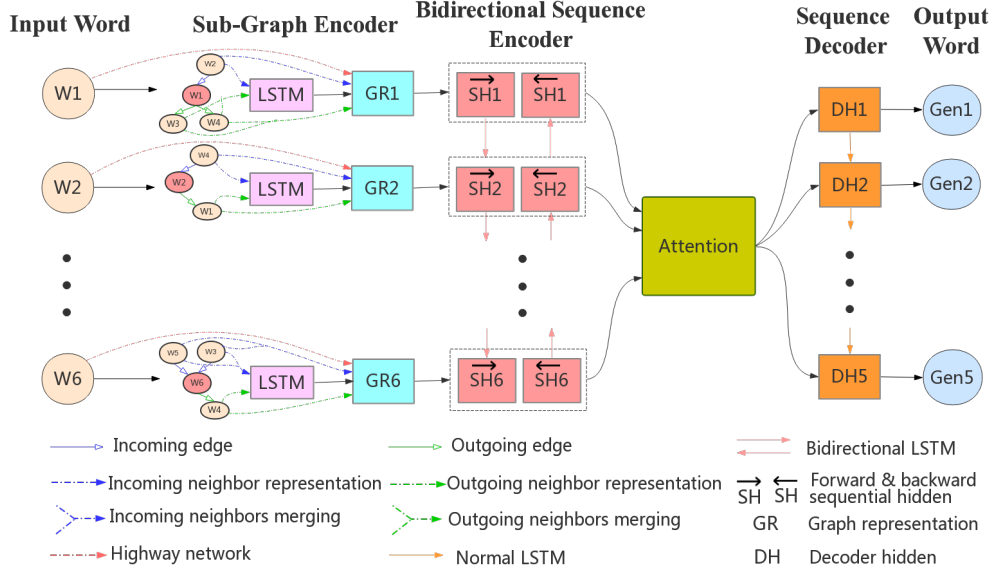 Input Word
Sub-Graph Encoder
Bidirectional Sequence
Encoder
Sequence
Decoder
Output
Word
W1
W2
W1
W3
W4
LSTM
GR1
SH1
SH1
DH1
Gen1
W2
W4
W2
W1
LSTM
GR2
SH2
SH2
DH2
Gen2
Attention
W6
W5
W3
W6
W4
LSTM
GR6
SH6
SH6
DH5
Gen5
Incoming edge
Outgoing edge
Bidirectional LSTM
Incoming neighbor representation
Outgoing neighbor representation
SH SH
Forward & backward
sequential hidden
Incoming neighbors merging
Outgoing neighbors merging
GR Graph representation
Highway network
Normal LSTM
DH Decoder hidden